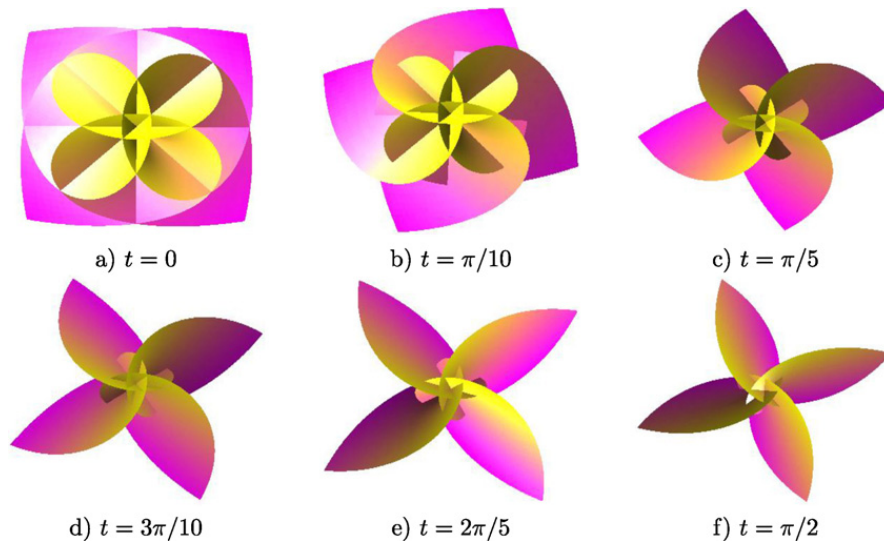 a) t = 0
b) t = π/10
c) t = π/5
d) t = 3π/10
e) t = 2π/5
f) t = π/2